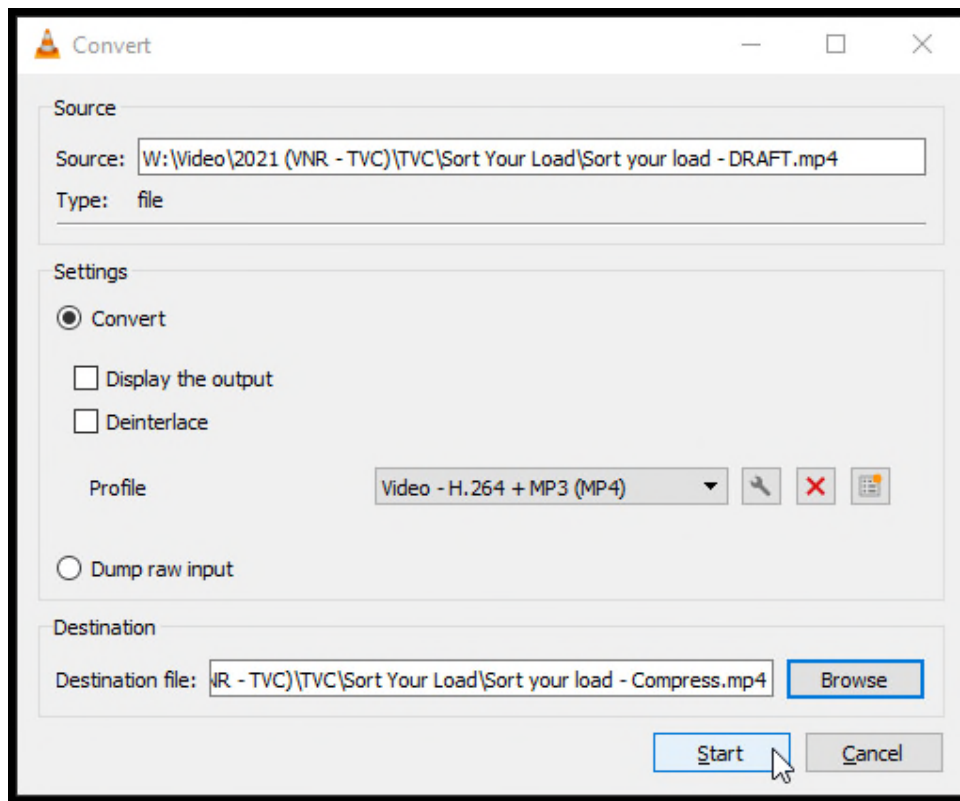 Convert
Source
Source: W:\Video\2021 (VNR - TVC)\TVC\Sort Your Load\Sort your load - DRAFT.mp4
Type: file
Settings
Convert
Display the output
Deinterlace
Profile Video - H.264 + MP3 (MP4)
Dump raw input
Destination
Destination file: NR - TVC)\TVC\Sort Your Load\Sort your load - Compress.mp4 Browse
Start Cancel